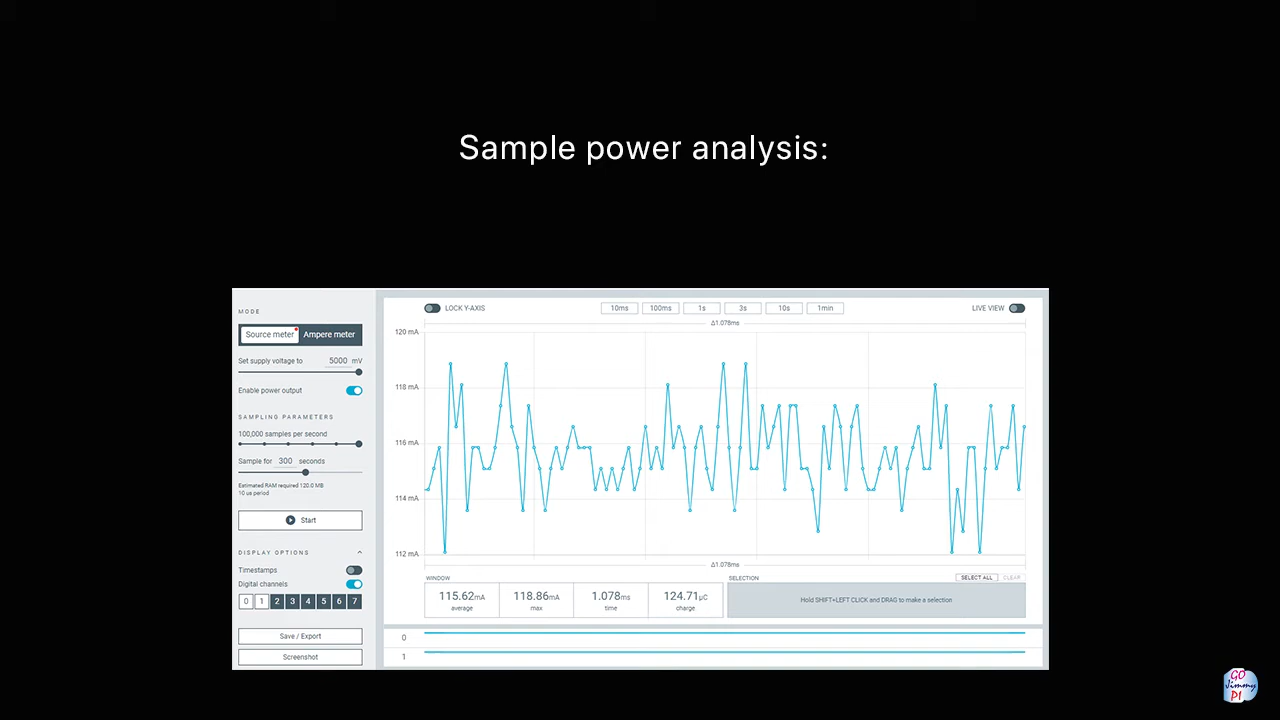 Sample power analysis:
MODE
Source meter Ampere meter
Set supply voltage to 5000 mV
Enable power output
SAMPLING PARAMETERS
100,000 samples per second
Sample for 300 seconds
Estimated RAM required 120.0 MB
10 us period
Start
DISPLAY OPTIONS
Timestamps
Digital channels
0 1 2 3 4 5 6 7
Save / Export
Screenshot
LOCK Y-AXIS 10ms 100ms 1s 3s 10s 1min LIVE VIEW
Δ1.078ms
120 mA
118 mA
116 mA
114 mA
112 mA
Δ1.078ms
WINDOW
115.62mA 118.86mA 1.078ms 124.71μC
average max time charge
SELECTION SELECT ALL CLEAR
Hold SHIFT+LEFT CLICK and DRAG to make a selection
0
1
GO
Jimmy
PI